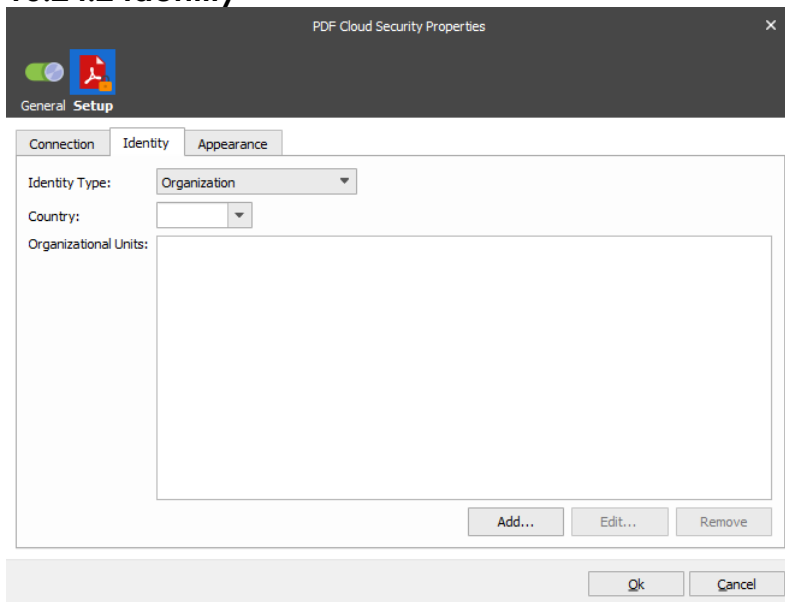 PDF Cloud Security Properties
General Setup
Connection Identity Appearance
Identity Type: Organization
Country:
Organizational Units:
Add... Edit... Remove
Ok Cancel